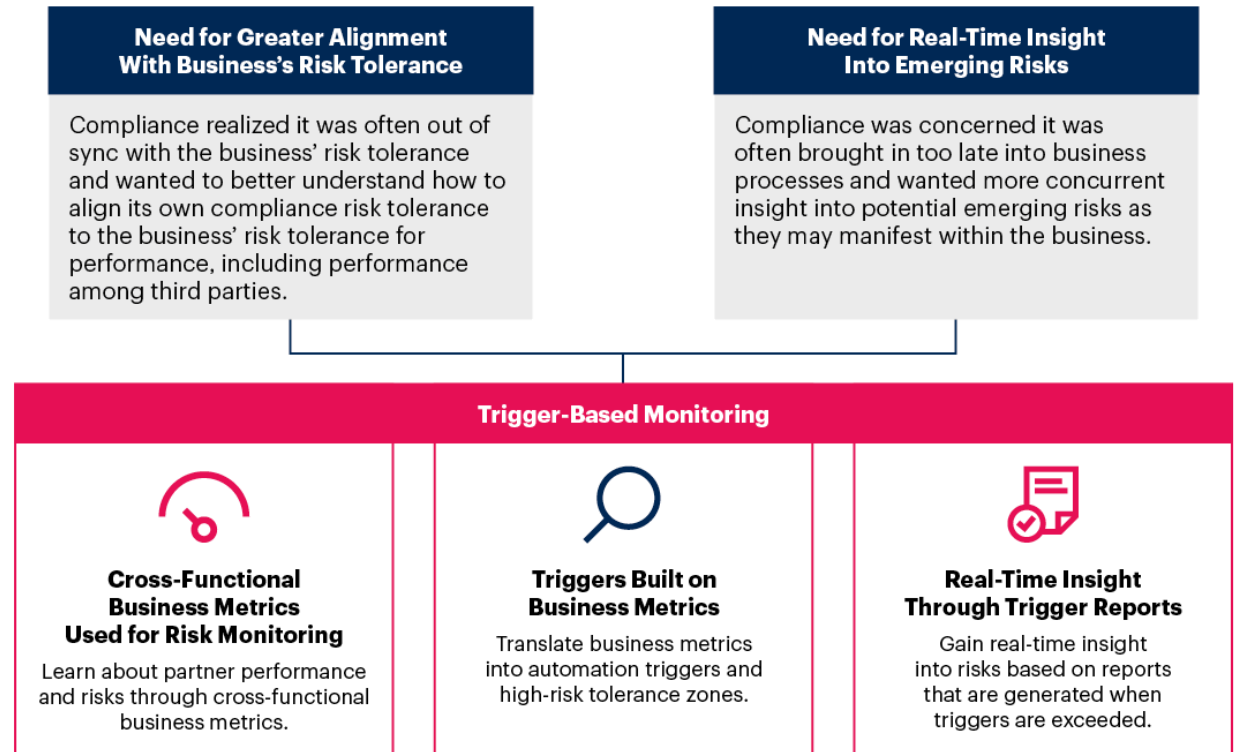 Need for Greater Alignment
With Business's Risk Tolerance
Compliance realized it was often out of
sync with the business' risk tolerance
and wanted to better understand how to
align its own compliance risk tolerance
to the business' risk tolerance for
performance, including performance
among third parties.
Need for Real-Time Insight
Into Emerging Risks
Compliance was concerned it was
often brought in too late into business
processes and wanted more concurrent
insight into potential emerging risks as
they may manifest within the business.
Trigger-Based Monitoring
Cross-Functional
Business Metrics
Used for Risk Monitoring
Learn about partner performance
and risks through cross-functional
business metrics.
Triggers Built on
Business Metrics
Translate business metrics
into automation triggers and
high-risk tolerance zones.
Real-Time Insight
Through Trigger Reports
Gain real-time insight
into risks based on reports
that are generated when
triggers are exceeded.